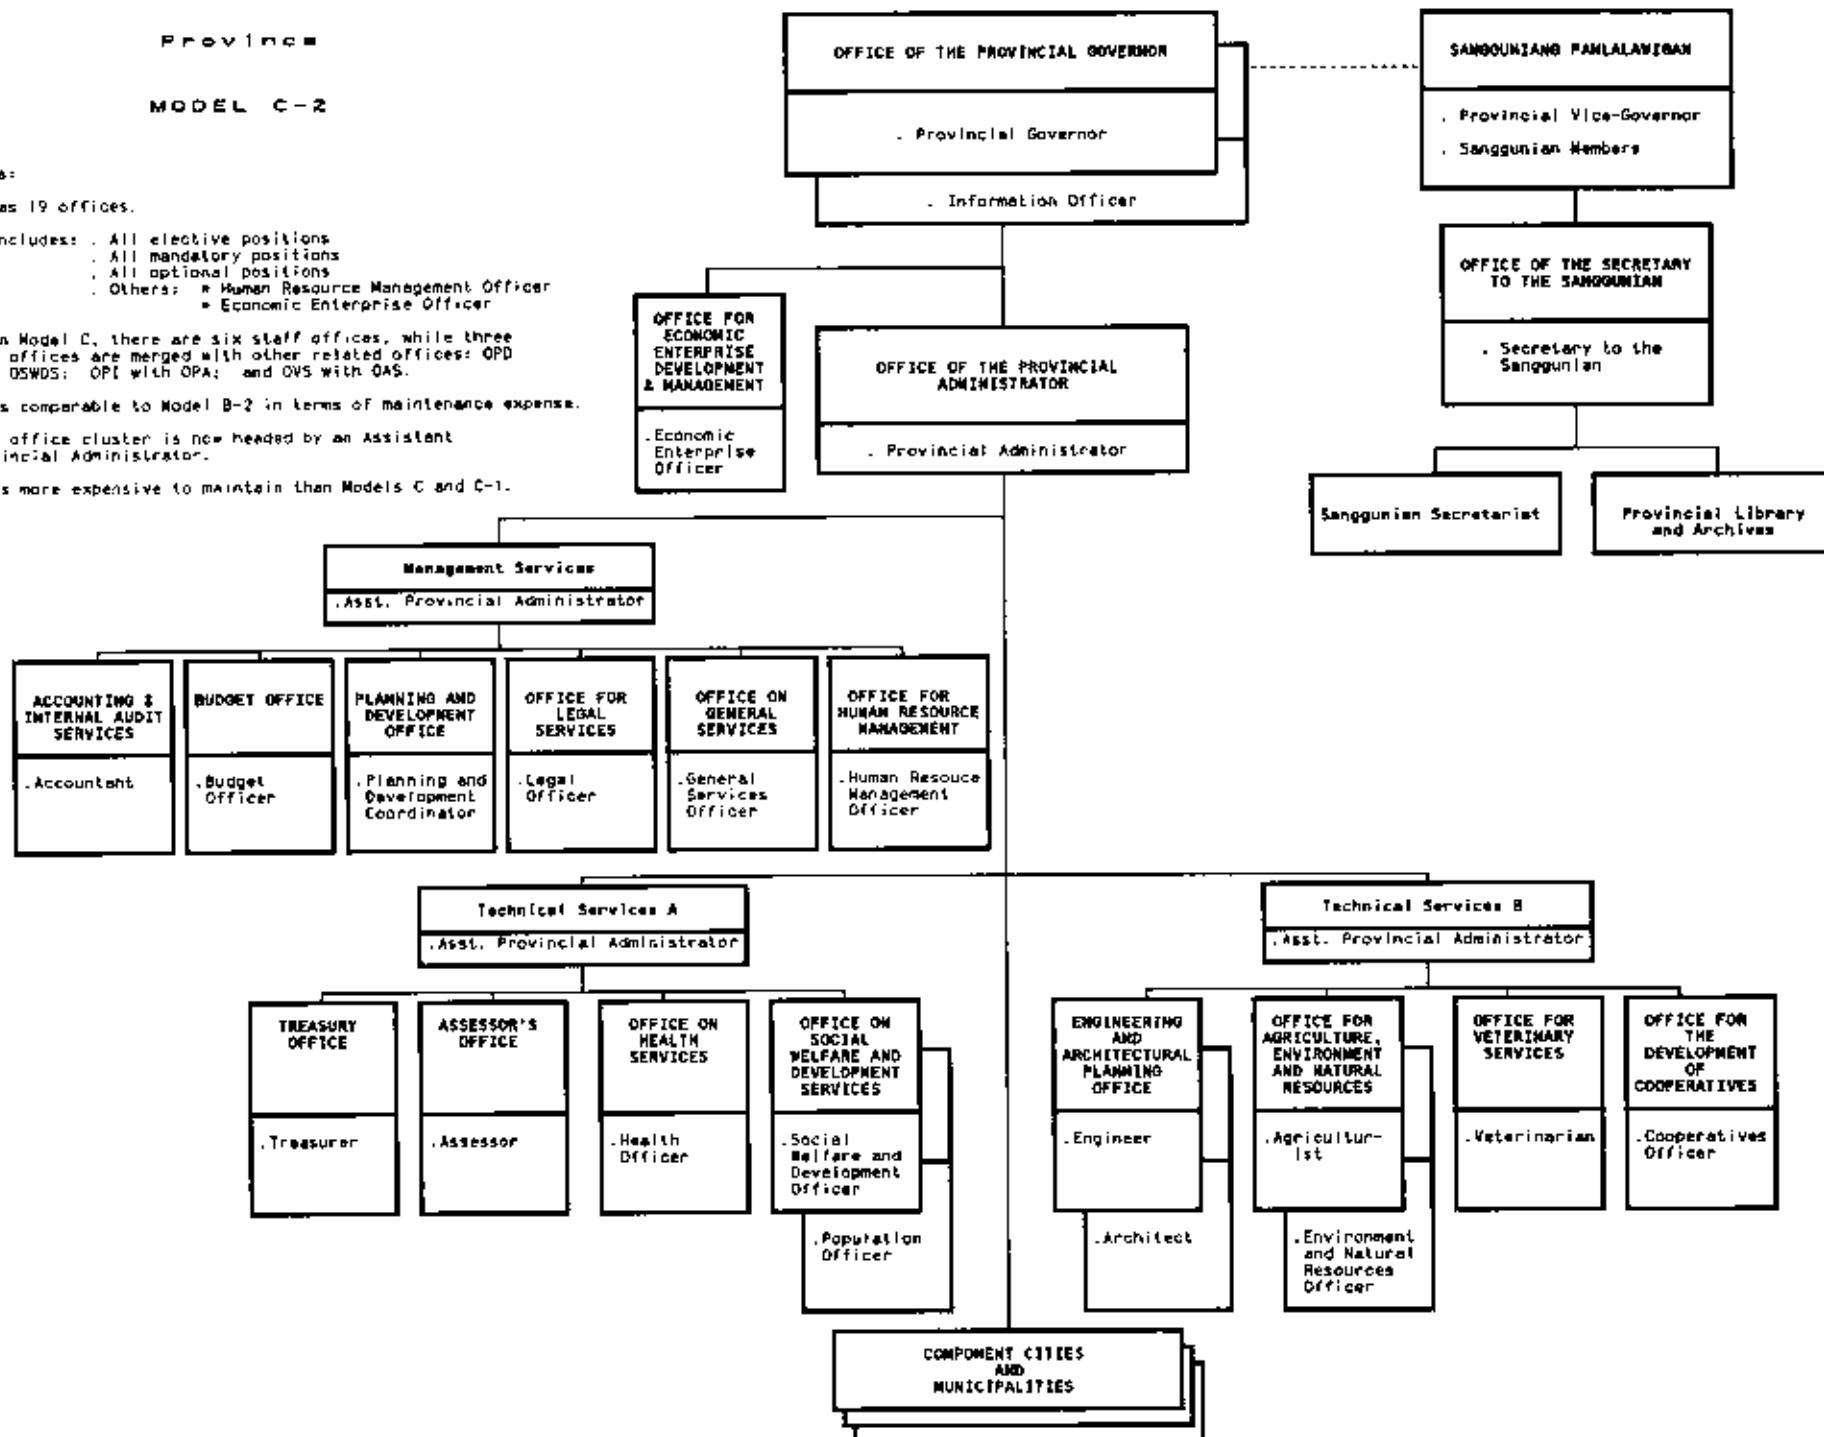 Province
MODEL C-2
as 19 offices.
ncludes: . All elective positions
. All mandatory positions
. All optional positions
. Others: * Human Resource Management Officer
* Economic Enterprise Officer
n Model C, there are six staff offices, while three
offices are merged with other related offices: OPD
OSWDS; OPI with OPA; and OVS with OAS.
s comparable to Model B-2 in terms of maintenance expense.
office cluster is now headed by an Assistant
incial Administrator.
s more expensive to maintain than Models C and C-1.
OFFICE OF THE PROVINCIAL GOVERNOR
. Provincial Governor
. Information Officer
SANGGUNIANG PANLALAWIGAN
. Provincial Vice-Governor
. Sanggunian Members
OFFICE OF THE SECRETARY
TO THE SANGGUNIAN
. Secretary to the
Sanggunian
Sanggunian Secretariat
Provincial Library
and Archives
OFFICE FOR
ECONOMIC
ENTERPRISE
DEVELOPMENT
& MANAGEMENT
.Economic
Enterprise
Officer
OFFICE OF THE PROVINCIAL
ADMINISTRATOR
. Provincial Administrator
Management Services
.Asst. Provincial Administrator
ACCOUNTING &
INTERNAL AUDIT
SERVICES
.Accountant
BUDGET OFFICE
.Budget
Officer
PLANNING AND
DEVELOPMENT
OFFICE
.Planning and
Development
Coordinator
OFFICE FOR
LEGAL
SERVICES
.Legal
Officer
OFFICE ON
GENERAL
SERVICES
.General
Services
Officer
OFFICE FOR
HUMAN RESOURCE
MANAGEMENT
.Human Resouce
Management
Officer
Technical Services A
.Asst. Provincial Administrator
TREASURY
OFFICE
.Treasurer
ASSESSOR'S
OFFICE
.Assessor
OFFICE ON
HEALTH
SERVICES
.Health
Officer
OFFICE ON
SOCIAL
WELFARE AND
DEVELOPMENT
SERVICES
.Social
Welfare and
Development
Officer
.Population
Officer
Technical Services B
.Asst. Provincial Administrator
ENGINEERING
AND
ARCHITECTURAL
PLANNING
OFFICE
.Engineer
.Architect
OFFICE FOR
AGRICULTURE,
ENVIRONMENT
AND NATURAL
RESOURCES
.Agricultur-
ist
.Environment
and Natural
Resources
Officer
OFFICE FOR
VETERINARY
SERVICES
.Veterinarian
OFFICE FOR
THE
DEVELOPMENT
OF
COOPERATIVES
.Cooperatives
Officer
COMPONENT CITIES
AND
MUNICIPALITIES